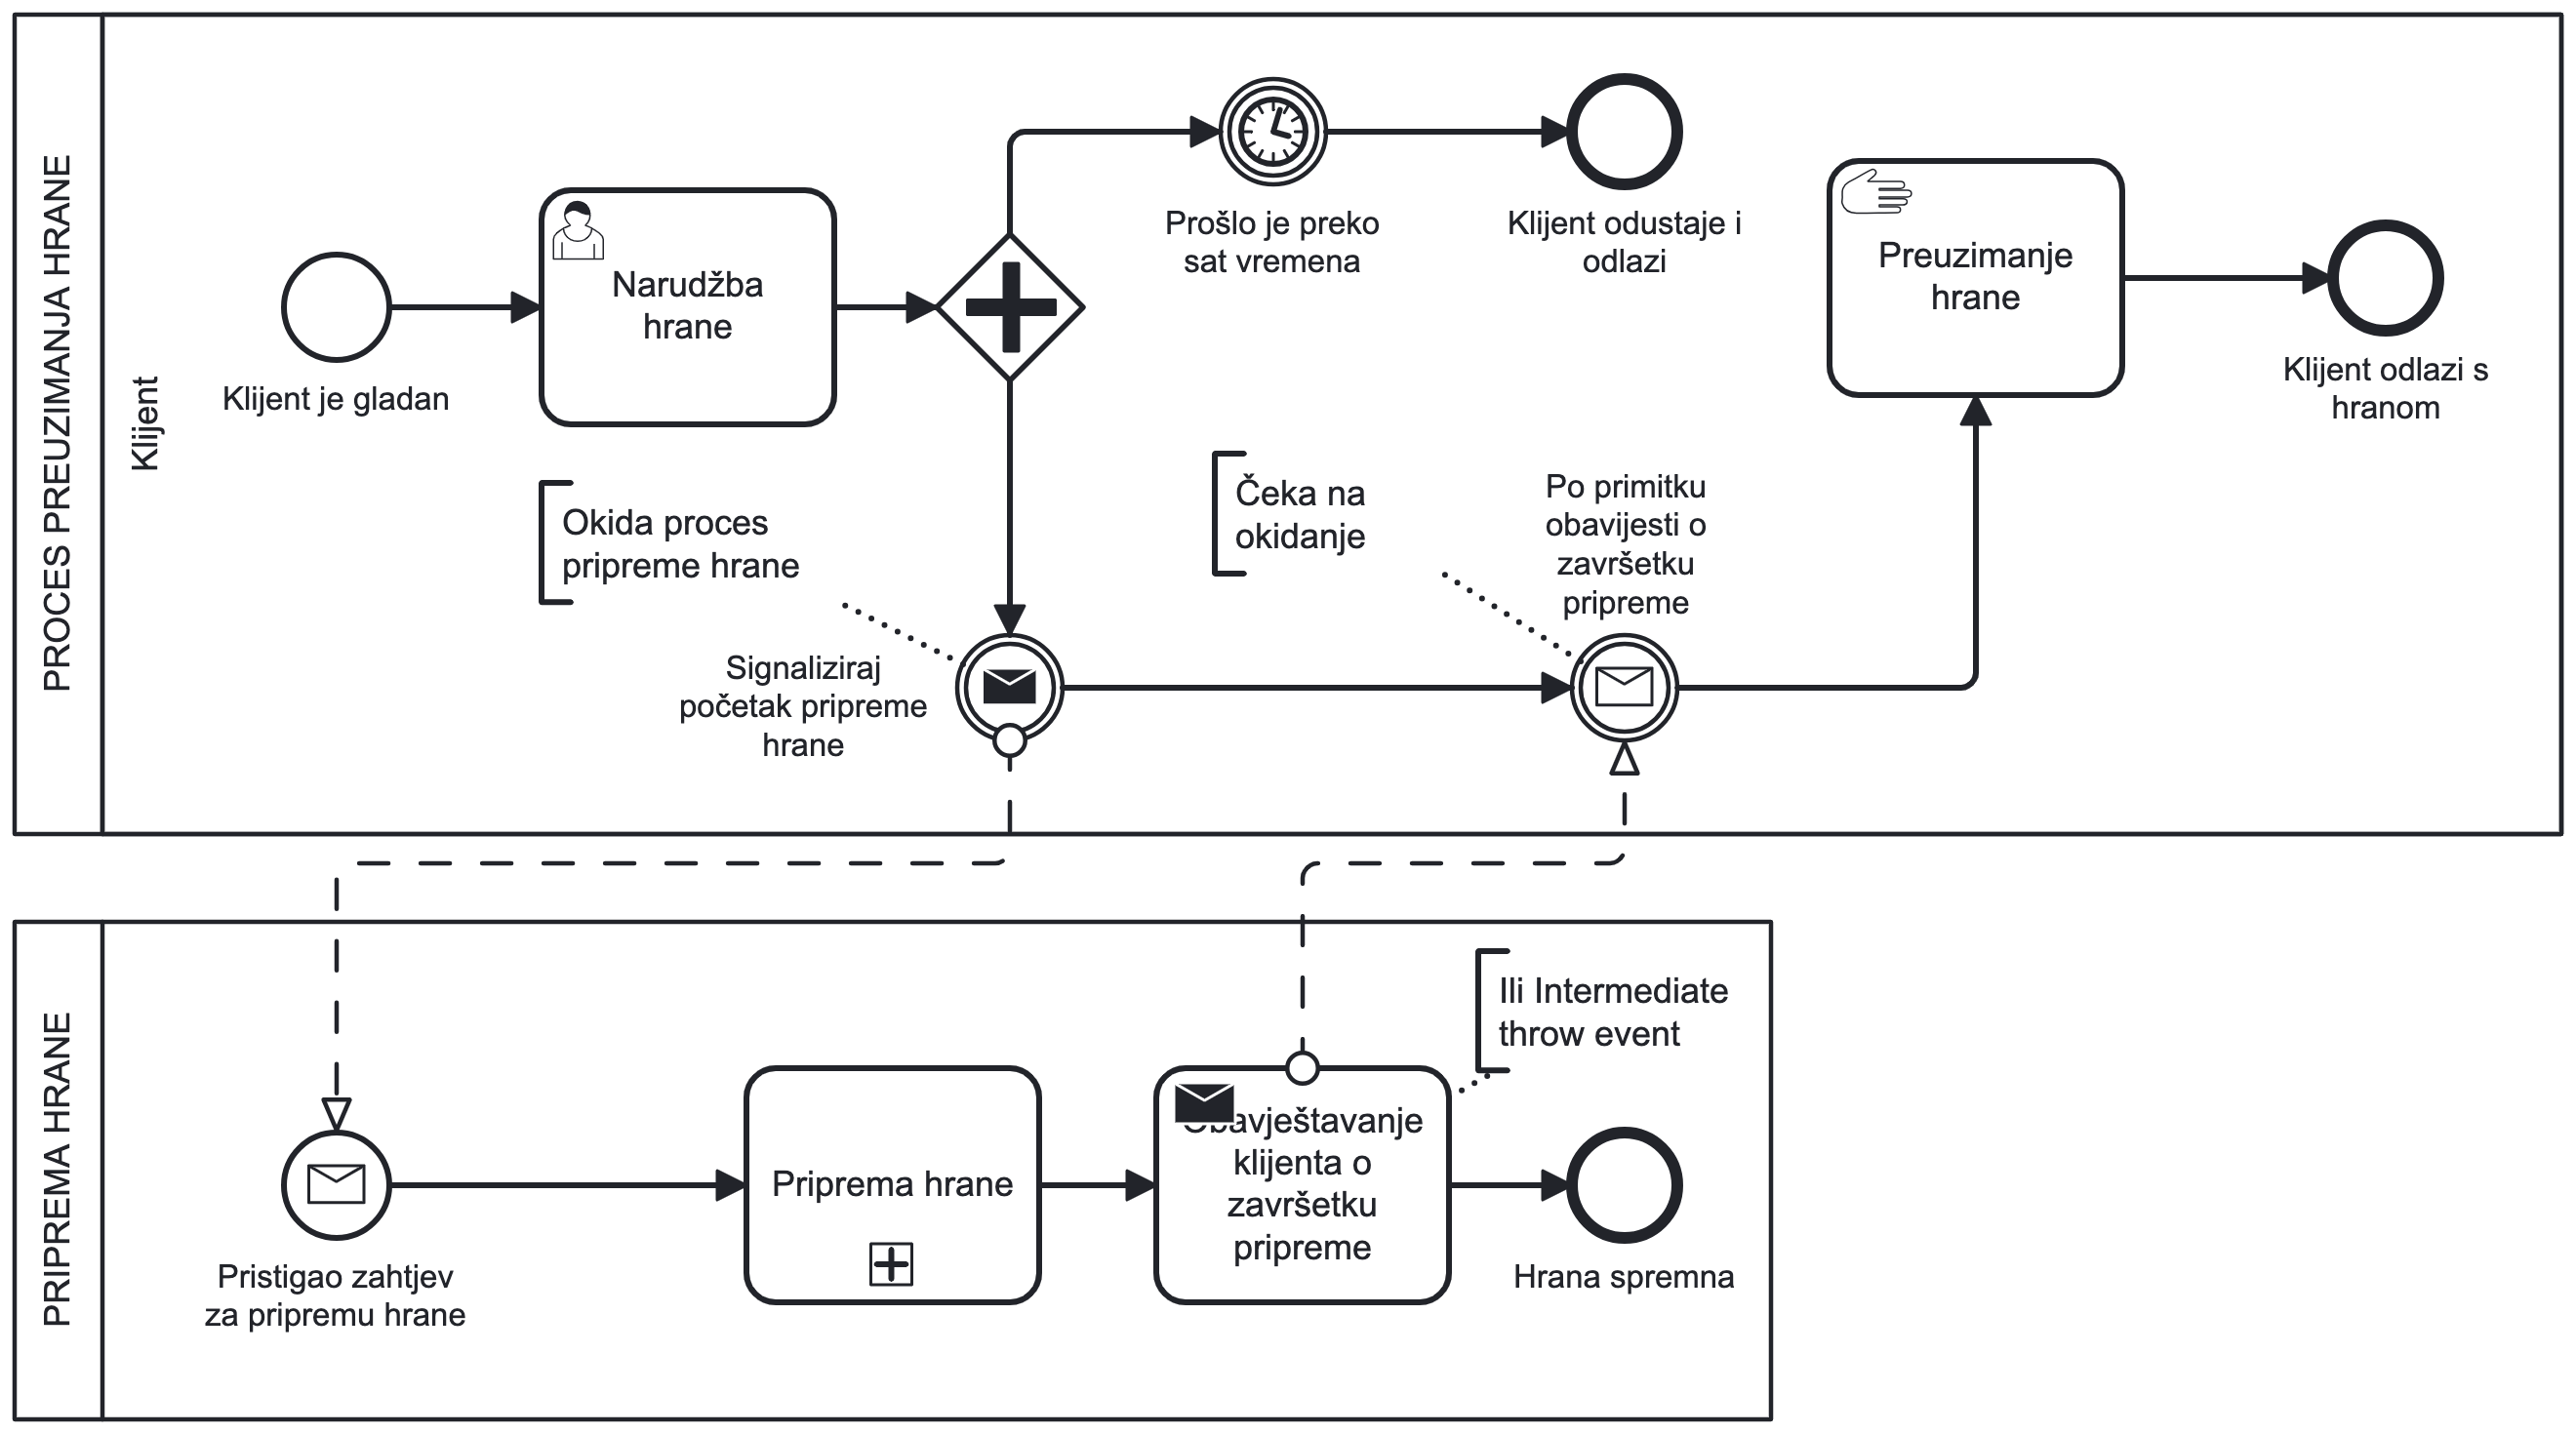 PROCES PREUZIMANJA HRANE
Klijent
Klijent je gladan
Narudžba
hrane
Prošlo je preko
sat vremena
Klijent odustaje i
odlazi
Preuzimanje
hrane
Klijent odlazi s
hranom
Okida proces
pripreme hrane
Signaliziraj
početak pripreme
hrane
Čeka na
okidanje
Po primitku
obavijesti o
završetku
pripreme
PRIPREMA HRANE
Pristigao zahtjev
za pripremu hrane
Priprema hrane
Obavještavanje
klijenta o
završetku
pripreme
Ili Intermediate
throw event
Hrana spremna